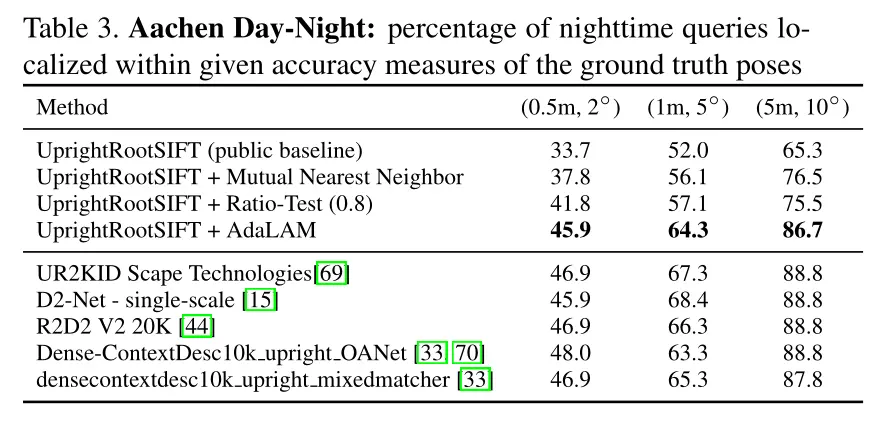 Table 3. Aachen Day-Night: percentage of nighttime queries lo-
calized within given accuracy measures of the ground truth poses
Method (0.5m, 2°) (1m, 5°) (5m, 10°)
UprightRootSIFT (public baseline) 33.7 52.0 65.3
UprightRootSIFT + Mutual Nearest Neighbor 37.8 56.1 76.5
UprightRootSIFT + Ratio-Test (0.8) 41.8 57.1 75.5
UprightRootSIFT + AdaLAM 45.9 64.3 86.7
UR2KID Scape Technologies[69] 46.9 67.3 88.8
D2-Net - single-scale [15] 45.9 68.4 88.8
R2D2 V2 20K [44] 46.9 66.3 88.8
Dense-ContextDesc10k_upright_OANet [33, 70] 48.0 63.3 88.8
densecontextdesc10k_upright_mixedmatcher [33] 46.9 65.3 87.8